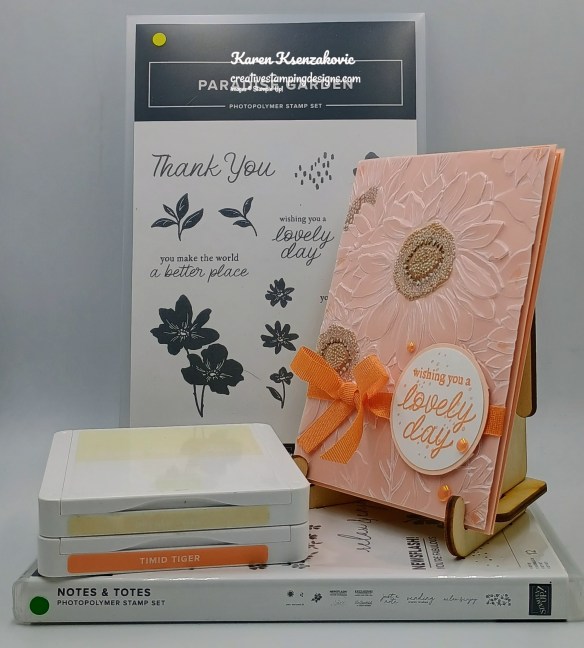 Karen Ksenzakovic
creativestampingdesigns.com
PARADISE GARDEN
PHOTOPOLYMER STAMP SET
Thank You
wishing you a
lovely
day
you make the world
a better place
wishing you a
lovely
day
TIMID TIGER
NEWSFLASH!
NOTES & TOTES
PHOTOPOLYMER STAMP SET